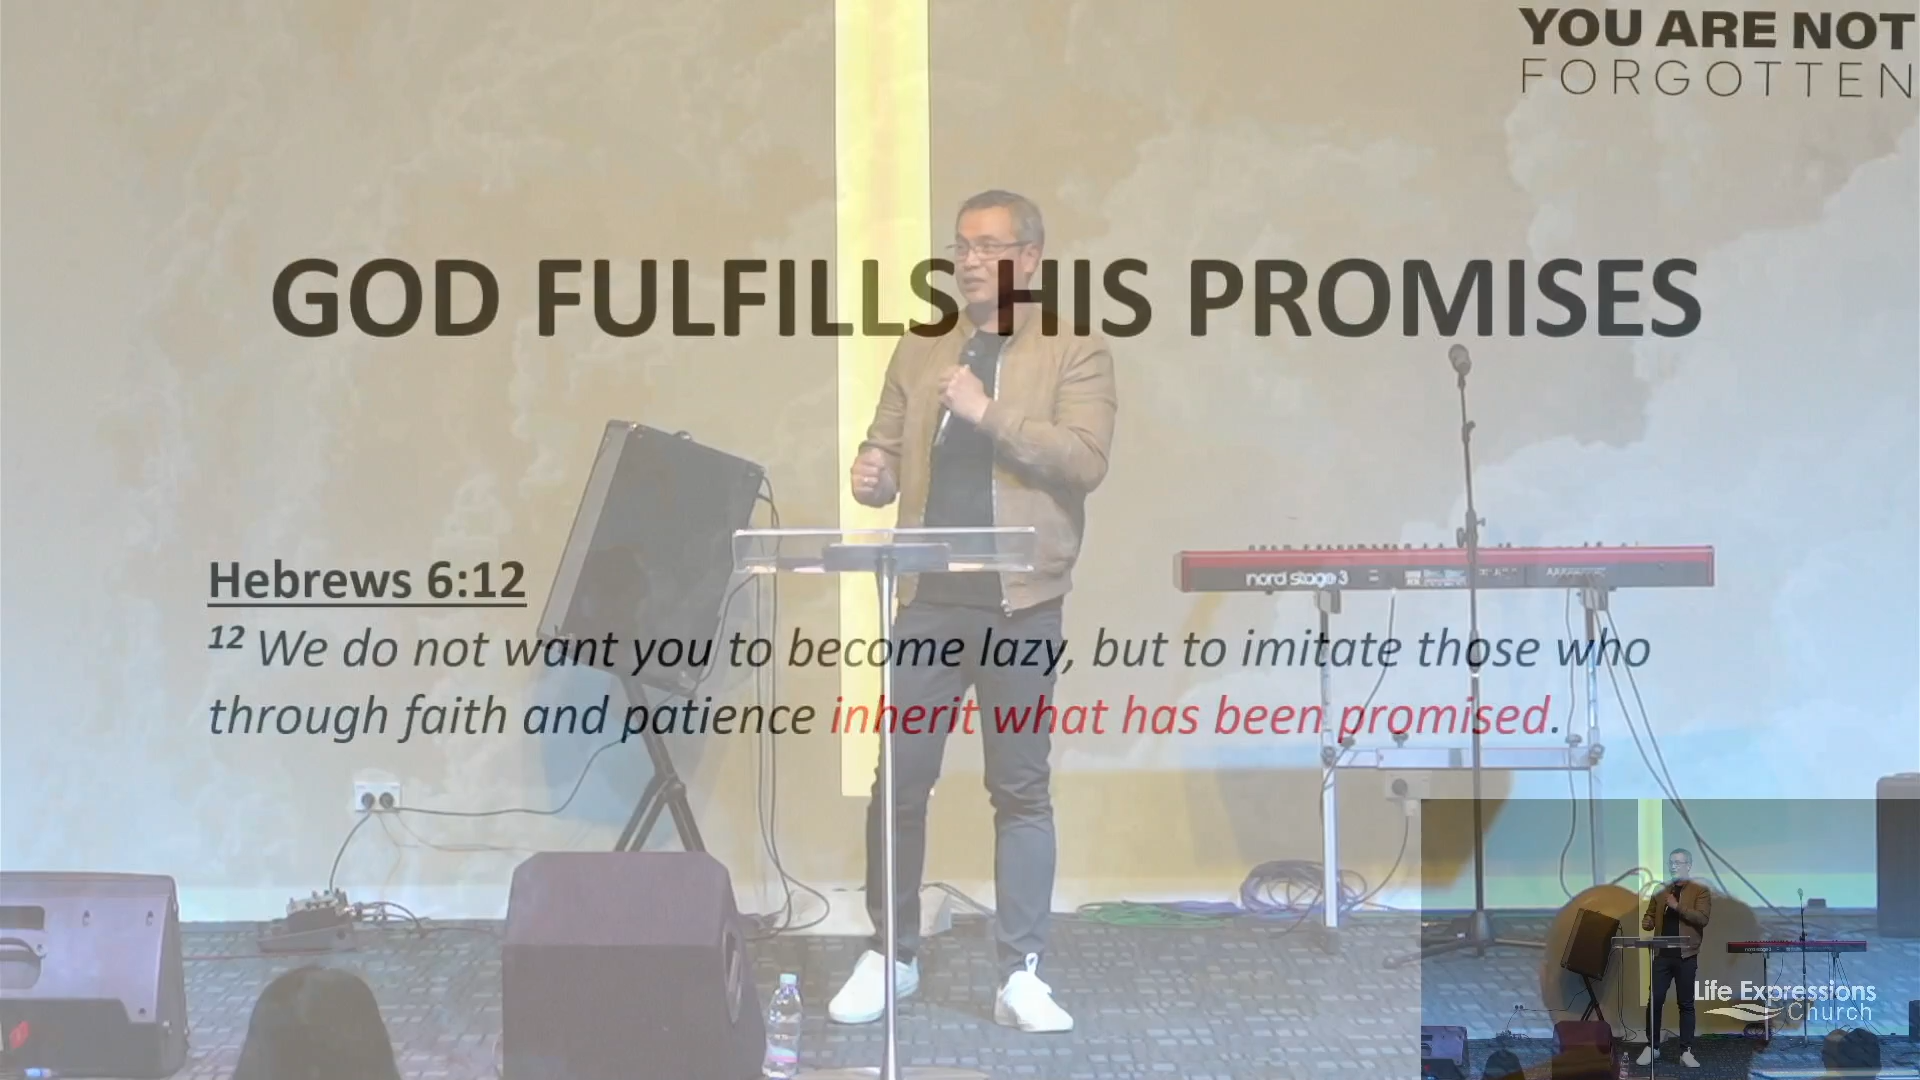 YOU ARE NOT
FORGOTTEN
GOD FULFILLS HIS PROMISES
Hebrews 6:12
12 We do not want you to become lazy, but to imitate those who
through faith and patience inherit what has been promised.
nord stage 3
Life Expressions
Church